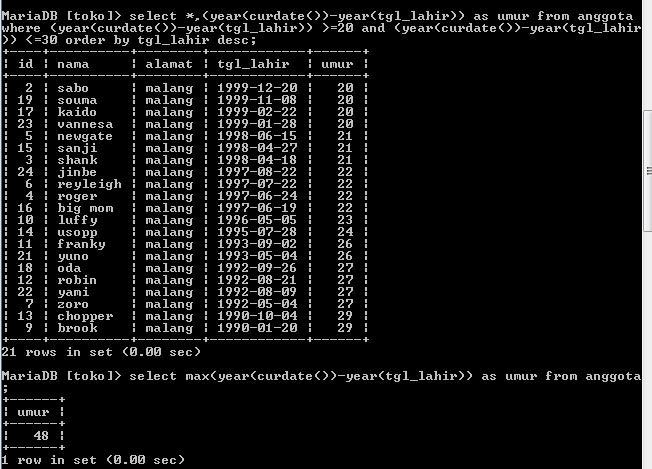 MariaDB [toko]> select *,(year(curdate())-year(tgl_lahir)) as umur from anggota
where (year(curdate())-year(tgl_lahir)) >=20 and (year(curdate())-year(tgl_lahir
)) <=30 order by tgl_lahir desc;
+----+----------+--------+------------+------+
| id | nama | alamat | tgl_lahir | umur |
+----+----------+--------+------------+------+
| 2 | sabo | malang | 1999-12-20 | 20 |
| 19 | souma | malang | 1999-11-08 | 20 |
| 17 | kaido | malang | 1999-02-22 | 20 |
| 23 | vannesa | malang | 1999-01-28 | 20 |
| 5 | newgate | malang | 1998-06-15 | 21 |
| 15 | sanji | malang | 1998-04-27 | 21 |
| 3 | shank | malang | 1998-04-18 | 21 |
| 24 | jinbe | malang | 1997-08-22 | 22 |
| 6 | reyleigh | malang | 1997-07-22 | 22 |
| 4 | roger | malang | 1997-06-24 | 22 |
| 16 | big mom | malang | 1997-06-19 | 22 |
| 10 | luffy | malang | 1996-05-05 | 23 |
| 14 | usopp | malang | 1995-07-28 | 24 |
| 11 | franky | malang | 1993-09-02 | 26 |
| 21 | yuno | malang | 1993-05-04 | 26 |
| 18 | oda | malang | 1992-09-26 | 27 |
| 12 | robin | malang | 1992-08-21 | 27 |
| 22 | yami | malang | 1992-08-09 | 27 |
| 7 | zoro | malang | 1992-05-04 | 27 |
| 13 | chopper | malang | 1990-10-04 | 29 |
| 9 | brook | malang | 1990-01-20 | 29 |
+----+----------+--------+------------+------+
21 rows in set (0.00 sec)
MariaDB [toko]> select max(year(curdate())-year(tgl_lahir)) as umur from anggota
;
+------+
| umur |
+------+
| 48 |
+------+
1 row in set (0.00 sec)